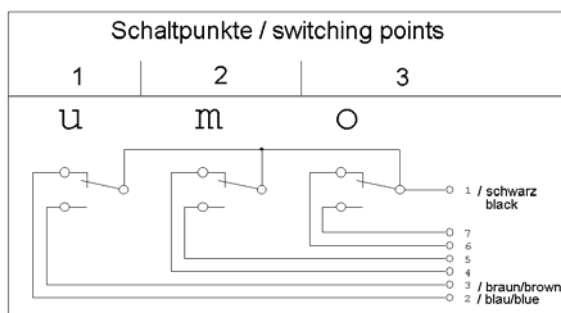 Schaltpunkte / switching points
1 2 3
u m o
1 / schwarz
black
7
6
5
4
3 / braun/brown
2 / blau/blue